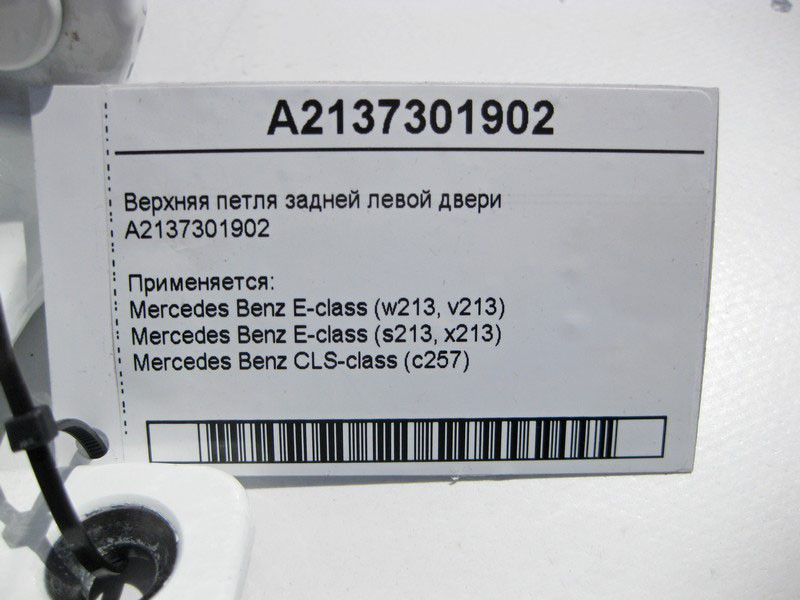 A2137301902
Верхняя петля задней левой двери
A2137301902
Применяется:
Mercedes Benz E-class (w213, v213)
Mercedes Benz E-class (s213, x213)
Mercedes Benz CLS-class (c257)